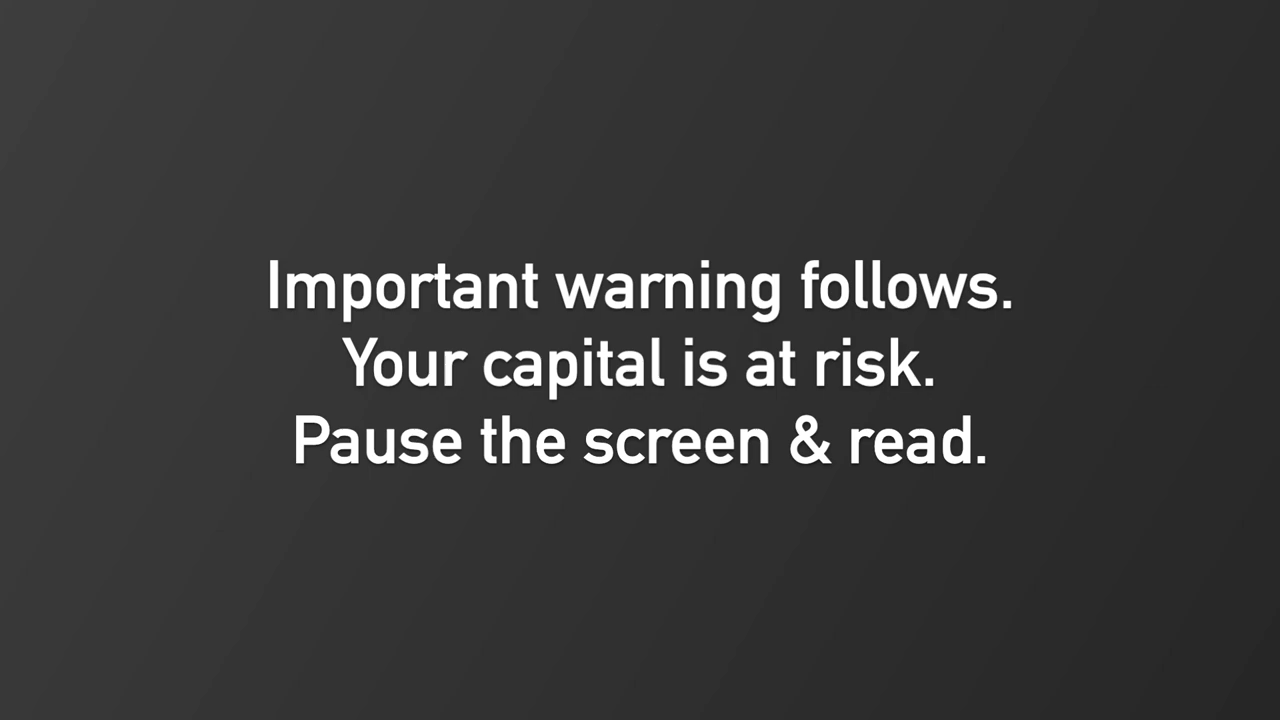 Important warning follows.
Your capital is at risk.
Pause the screen & read.